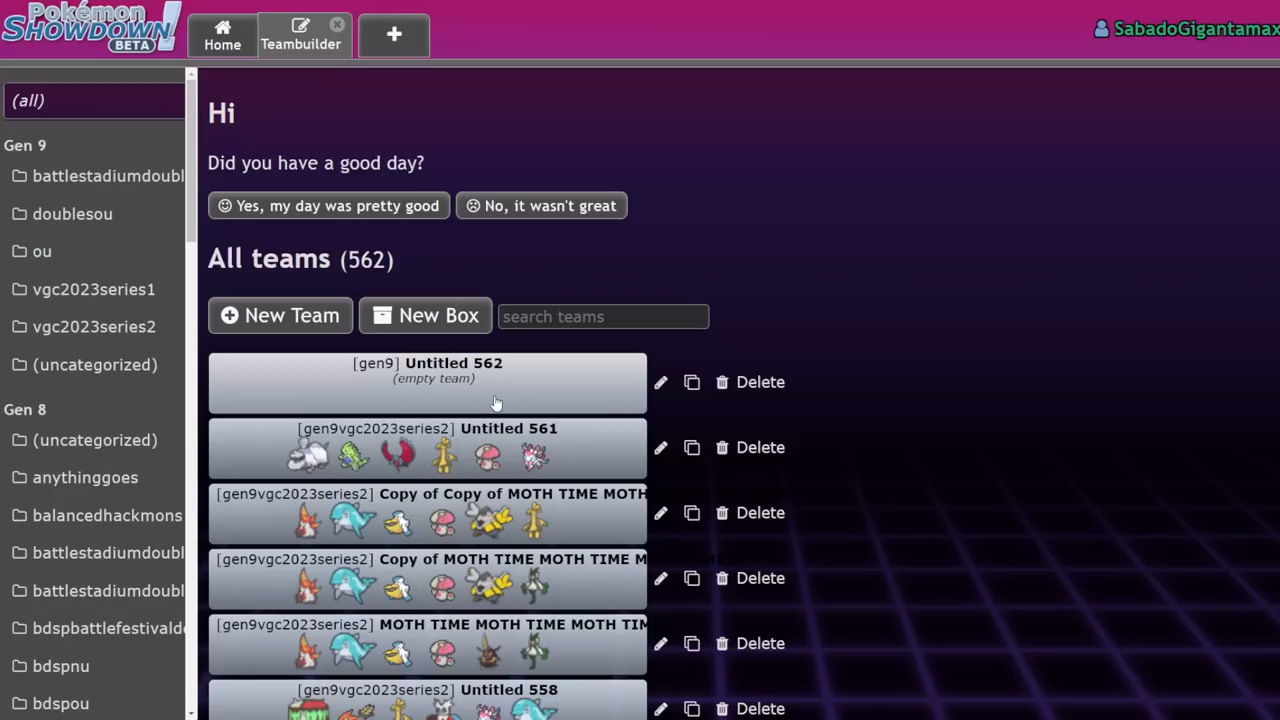 Pokémon
SHOWDOWN!
BETA
Home
Teambuilder
SabadoGigantamax
(all)
Gen 9
battlestadiumdoubl
doublesou
ou
vgc2023series1
vgc2023series2
(uncategorized)
Gen 8
(uncategorized)
anythinggoes
balancedhackmons
battlestadiumdoubl
battlestadiumdoubl
bdspbattlefestivaldo
bdspnu
bdspou
Hi
Did you have a good day?
Yes, my day was pretty good
No, it wasn't great
All teams (562)
New Team
New Box
search teams
[gen9] Untitled 562
(empty team)
Delete
[gen9vgc2023series2] Untitled 561
Delete
[gen9vgc2023series2] Copy of Copy of MOTH TIME MOTH
Delete
[gen9vgc2023series2] Copy of MOTH TIME MOTH TIME M
Delete
[gen9vgc2023series2] MOTH TIME MOTH TIME MOTH TIM
Delete
[gen9vgc2023series2] Untitled 558
Delete